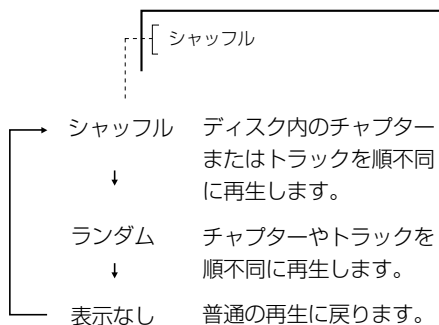 シャッフル
シャッフル ディスク内のチャプター
またはトラックを順不同
に再生します。
ランダム チャプターやトラックを
順不同に再生します。
表示なし 普通の再生に戻ります。